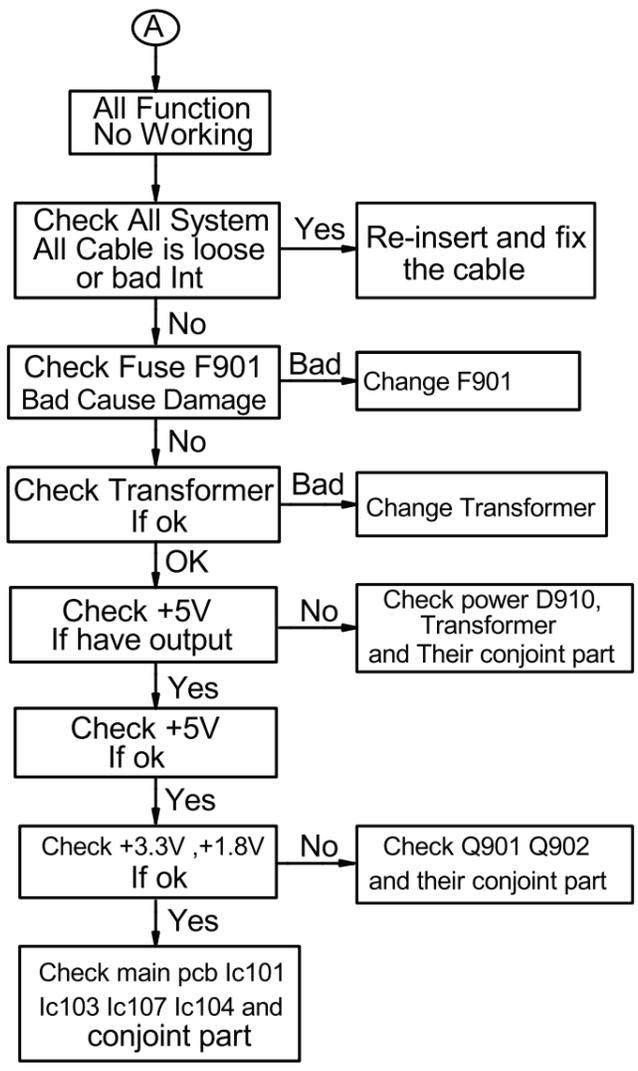 A
All Function
No Working
Check All System
All Cable is loose
or bad Int
Yes
Re-insert and fix
the cable
No
Check Fuse F901
Bad Cause Damage
Bad
Change F901
No
Check Transformer
If ok
Bad
Change Transformer
OK
Check +5V
If have output
No
Check power D910,
Transformer
and Their conjoint part
Yes
Check +5V
If ok
Yes
Check +3.3V ,+1.8V
If ok
No
Check Q901 Q902
and their conjoint part
Yes
Check main pcb Ic101
Ic103 Ic107 Ic104 and
conjoint part